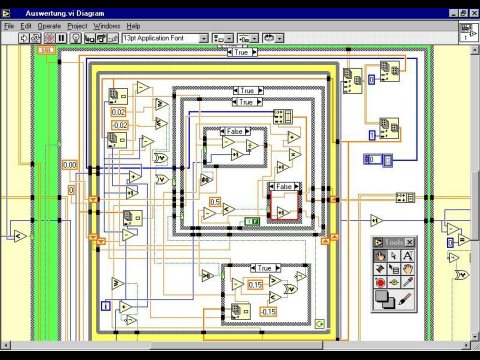 Auswertung.vi Diagram
File Edit Operate Project Windows Help
13pt Application Font
True
True
True
0,02
-0,02
False
0,00
0
False
0,5
1
0
True
0,15
-0,15
i
Tools
A